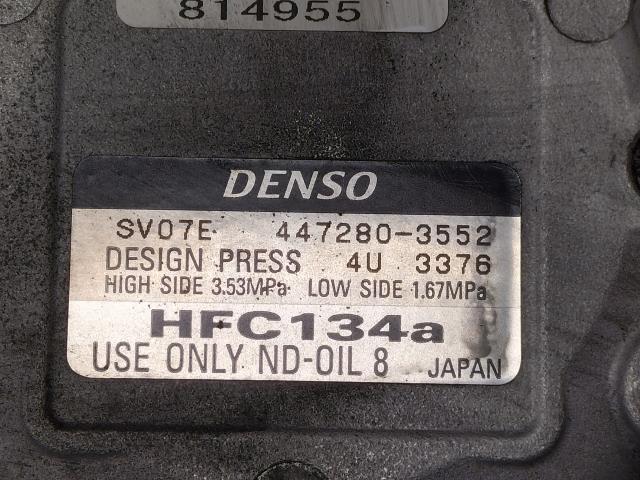 814955
DENSO
SV07E 447280-3552
DESIGN PRESS 4U 3376
HIGH SIDE 3.53MPa LOW SIDE 1.67MPa
HFC134a
USE ONLY ND-OIL 8 JAPAN